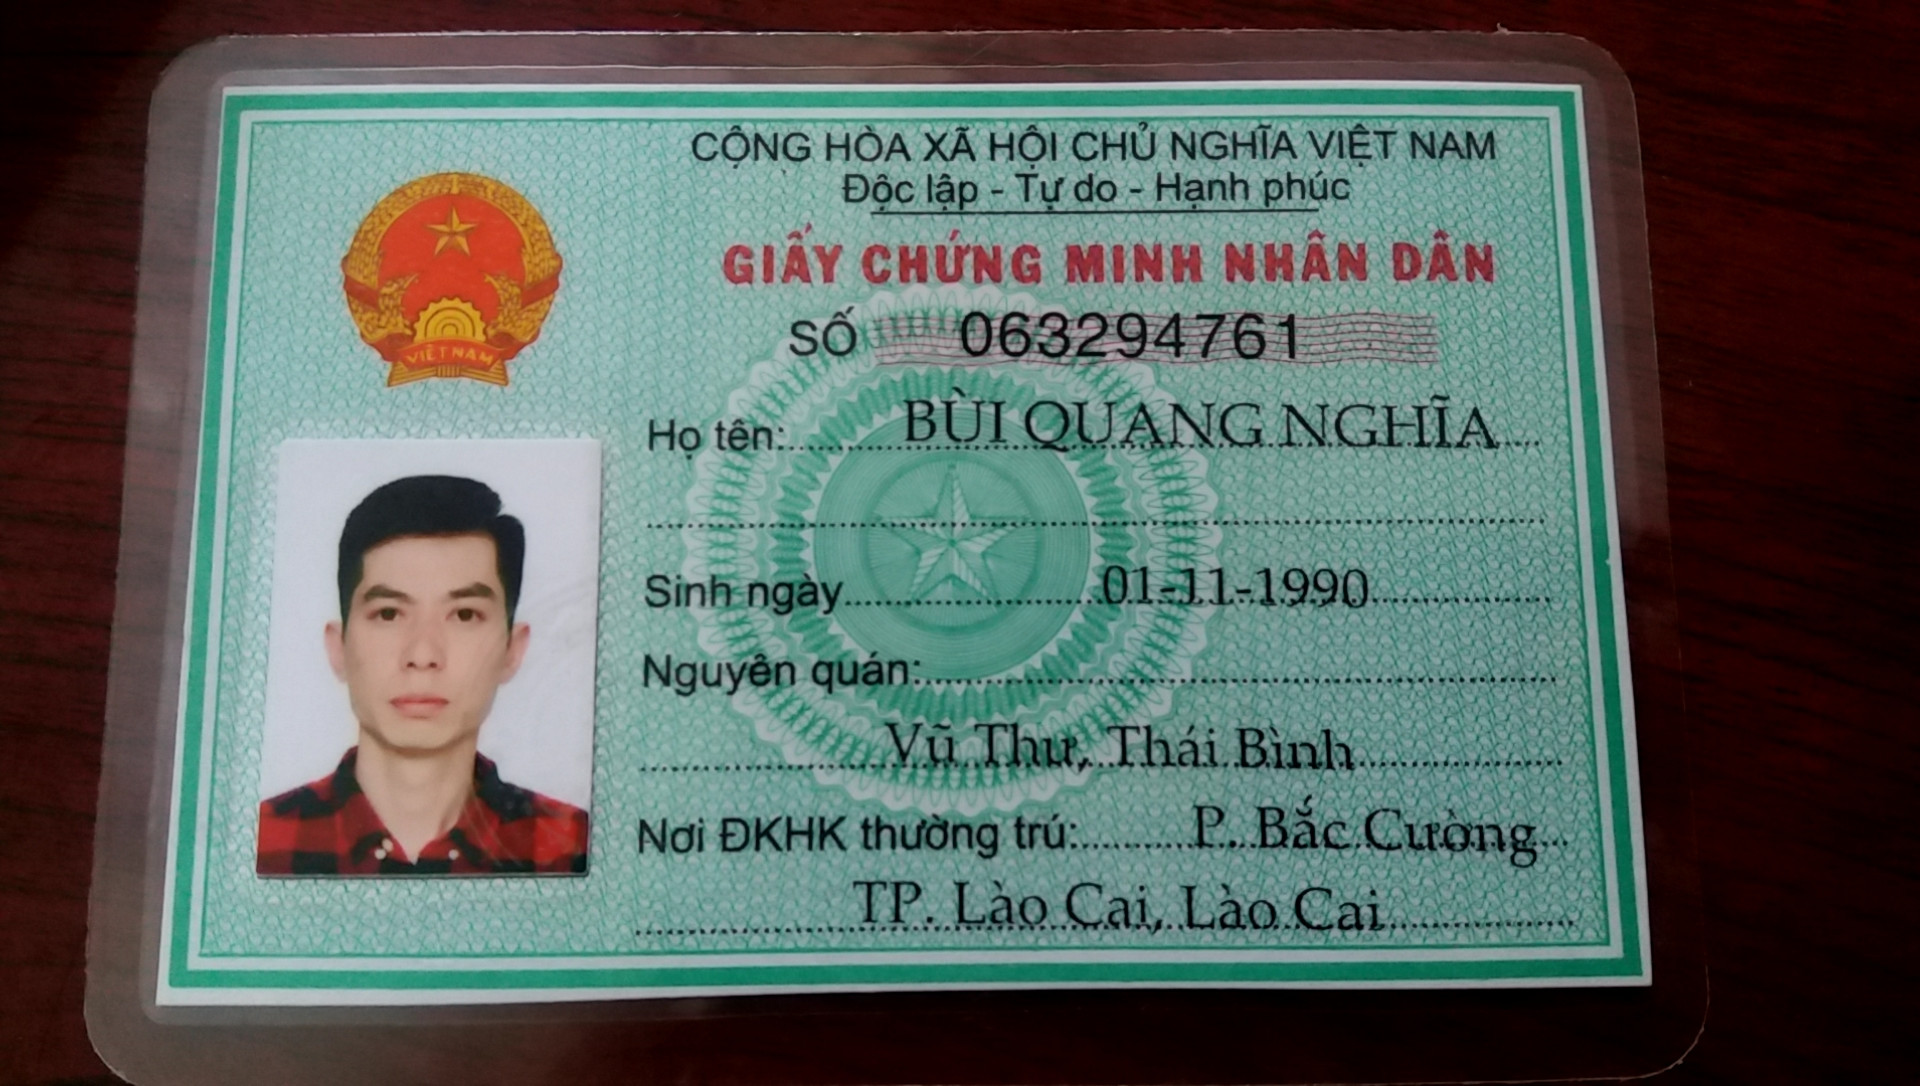 CỘNG HÒA XÃ HỘI CHỦ NGHĨA VIỆT NAM
Độc lập - Tự do - Hạnh phúc
GIẤY CHỨNG MINH NHÂN DÂN
SỐ 063294761
VIỆT NAM
Họ tên: BÙI QUANG NGHĨA
Sinh ngày 01-11-1990
Nguyên quán:
Vũ Thư, Thái Bình
Nơi ĐKHK thường trú: P. Bắc Cường
TP. Lào Cai, Lào Cai